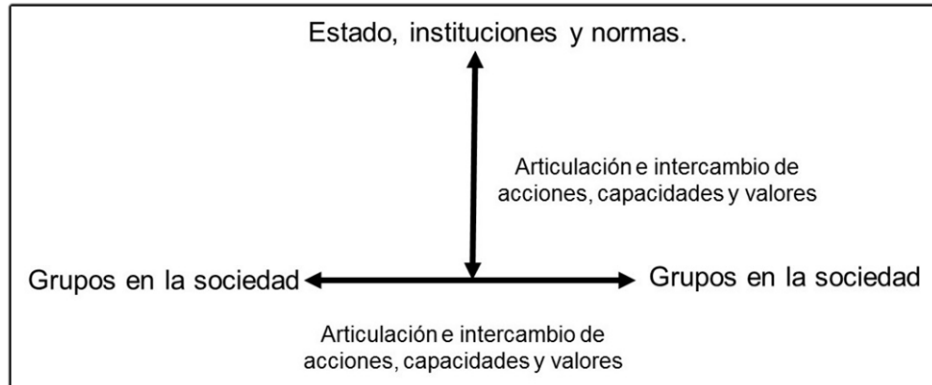 Estado, instituciones y normas.
Articulación e intercambio de
acciones, capacidades y valores
Grupos en la sociedad
Grupos en la sociedad
Articulación e intercambio de
acciones, capacidades y valores